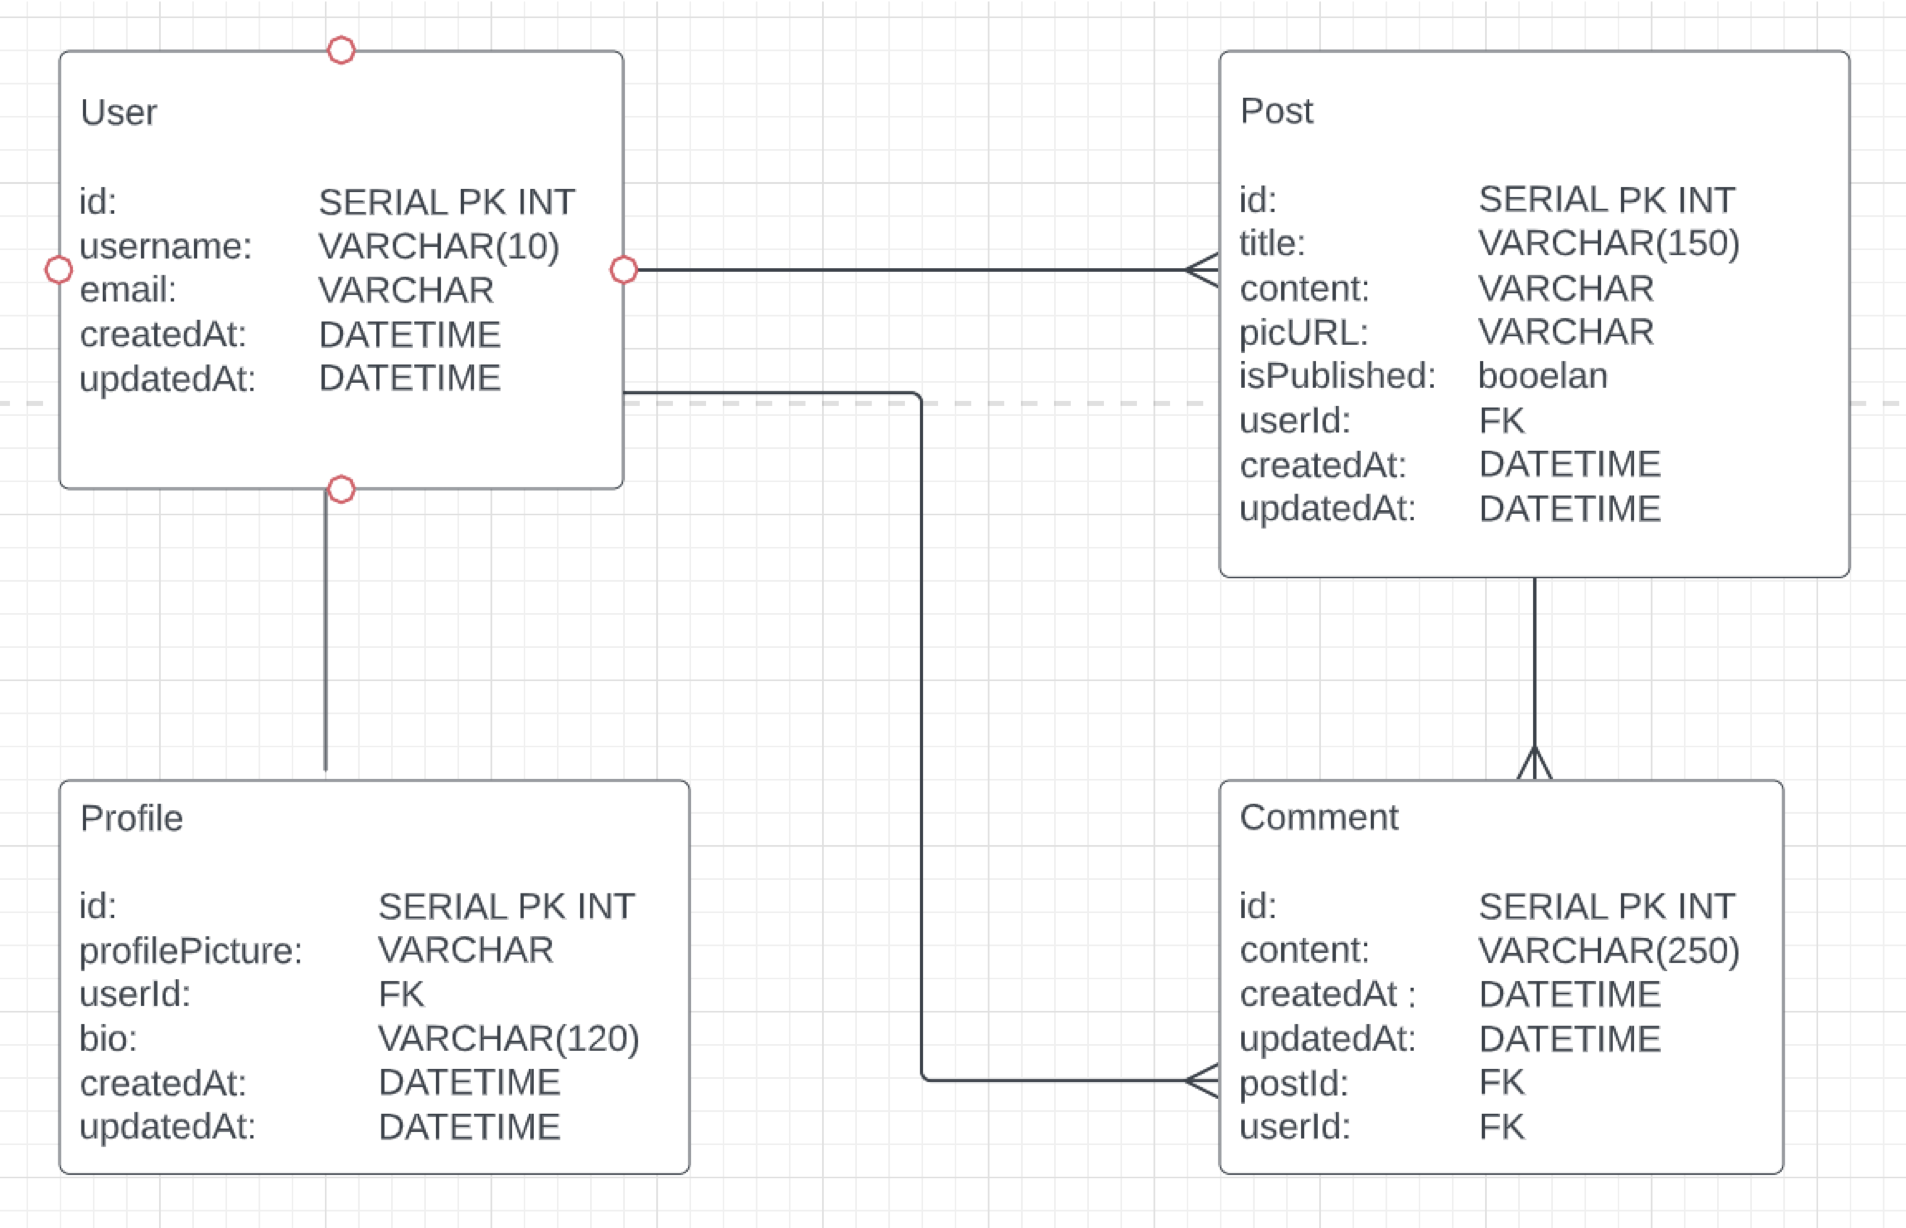 User
id: SERIAL PK INT
username: VARCHAR(10)
email: VARCHAR
createdAt: DATETIME
updatedAt: DATETIME
Post
id: SERIAL PK INT
title: VARCHAR(150)
content: VARCHAR
picURL: VARCHAR
isPublished: booelan
userId: FK
createdAt: DATETIME
updatedAt: DATETIME
Profile
id: SERIAL PK INT
profilePicture: VARCHAR
userId: FK
bio: VARCHAR(120)
createdAt: DATETIME
updatedAt: DATETIME
Comment
id: SERIAL PK INT
content: VARCHAR(250)
createdAt : DATETIME
updatedAt: DATETIME
postId: FK
userId: FK